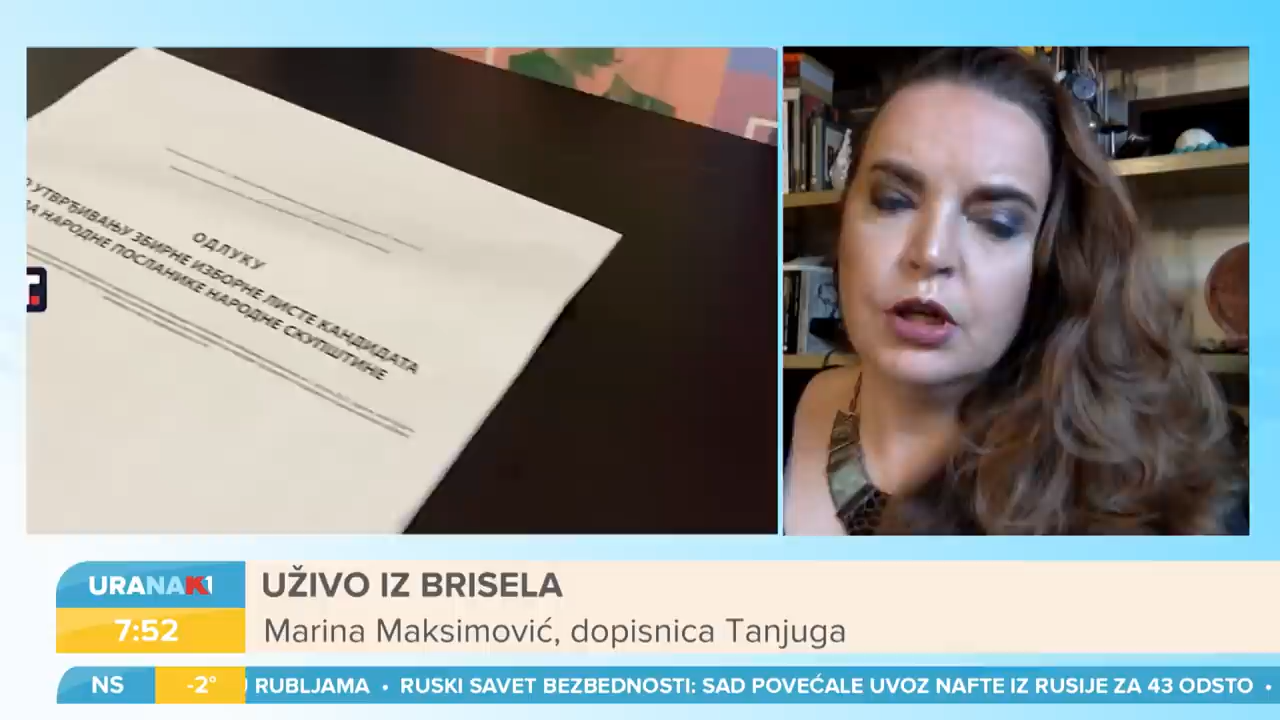 ОДЛУКУ
О УТВРЂИВАЊУ ЗБИРНЕ ИЗБОРНЕ ЛИСТЕ КАНДИДАТА
ЗА НАРОДНЕ ПОСЛАНИКЕ НАРОДНЕ СКУПШТИНЕ
URANAK1
UŽIVO IZ BRISELA
7:52
Marina Maksimović, dopisnica Tanjuga
NS
-2°
RUBLJAMA • RUSKI SAVET BEZBEDNOSTI: SAD POVEĆALE UVOZ NAFTE IZ RUSIJE ZA 43 ODSTO •